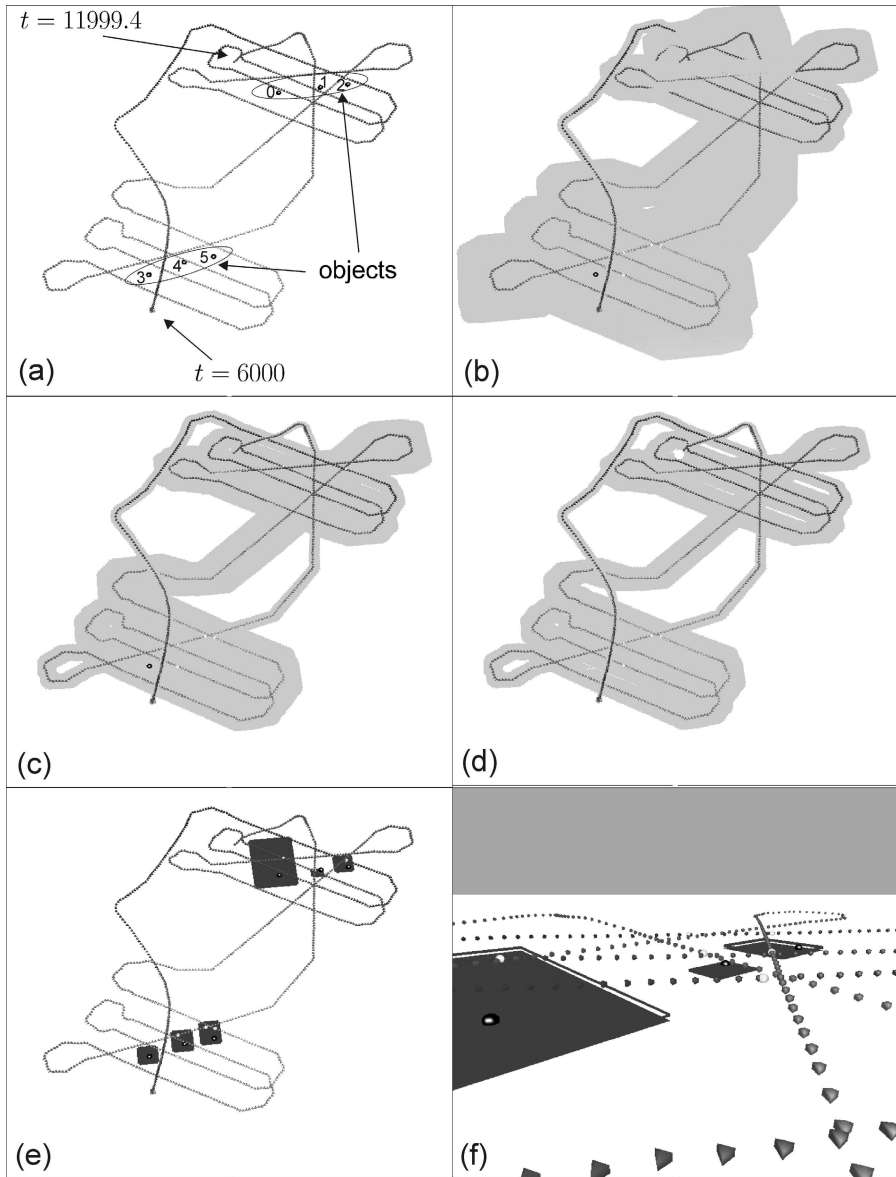 t = 11999.4
0
1
2
3
4
5
objects
t = 6000
(a)
(b)
(c)
(d)
(e)
(f)